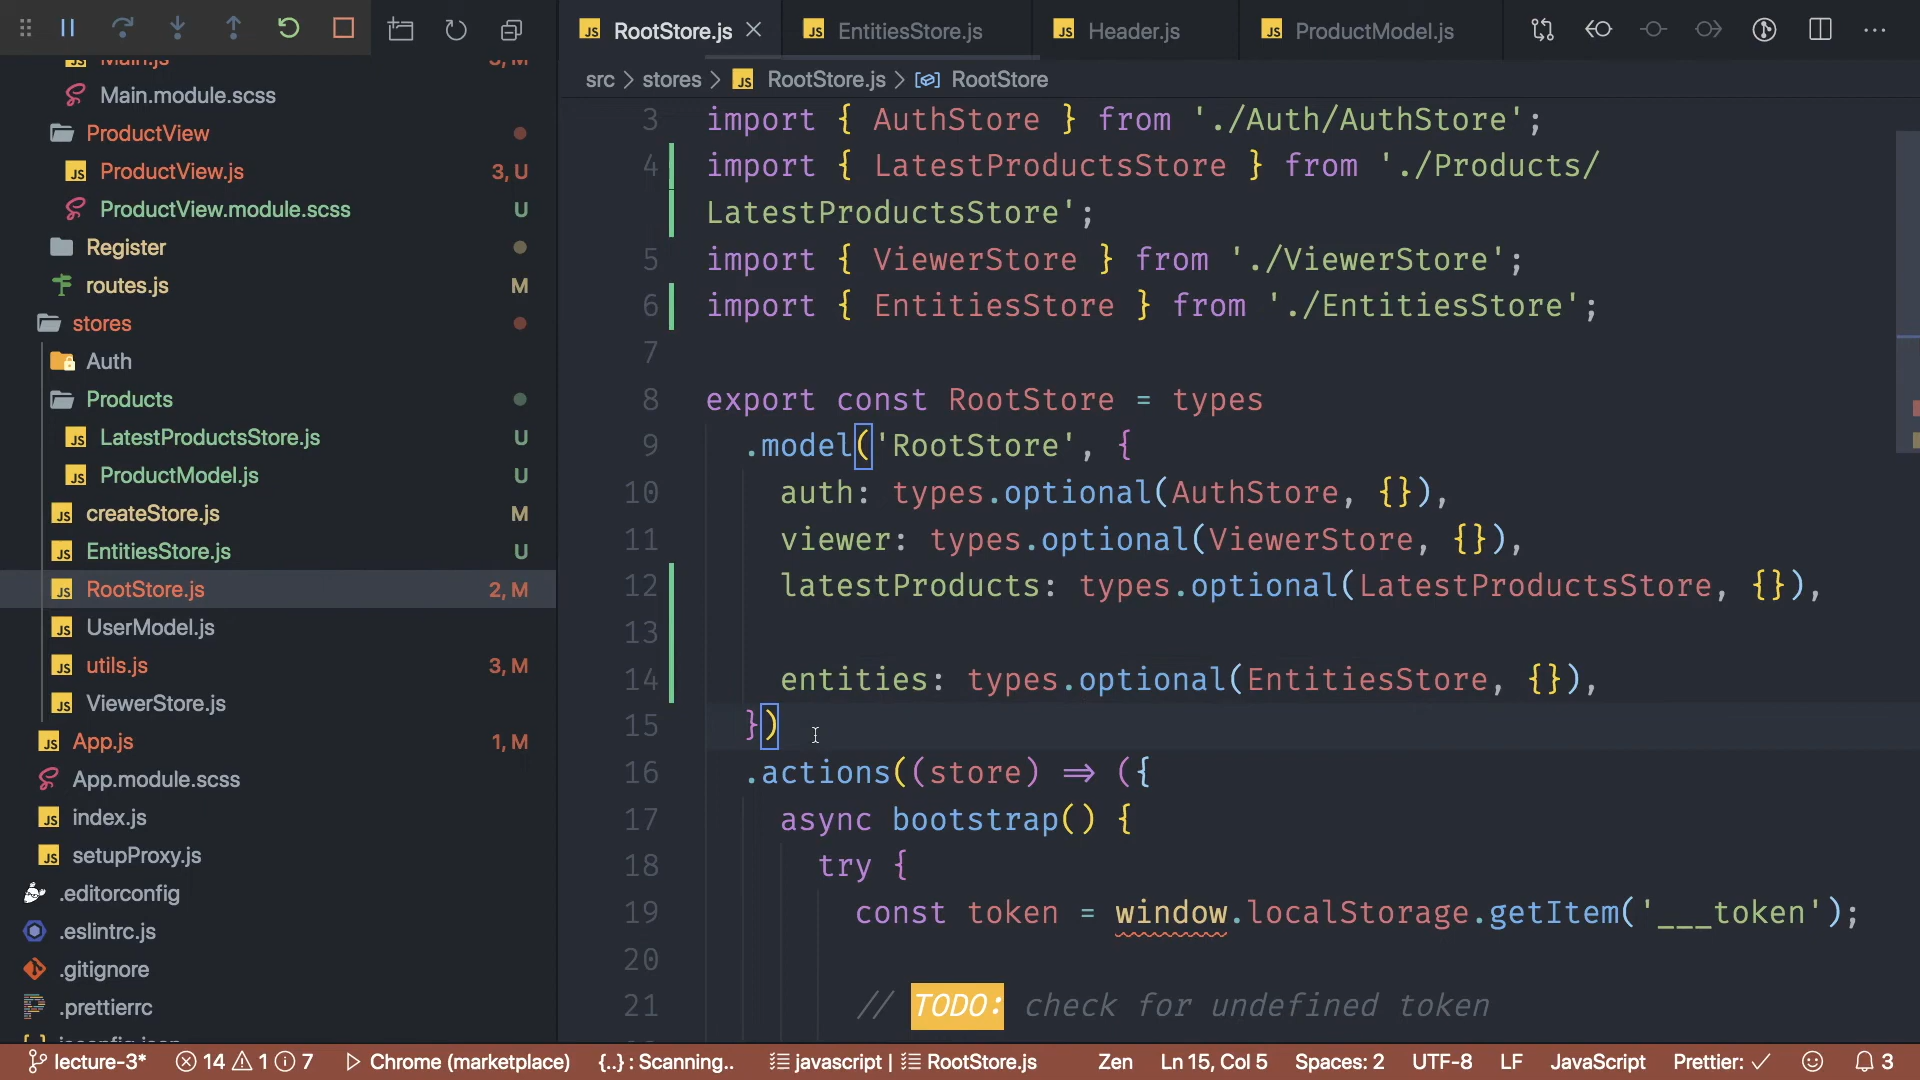 RootStore.js
EntitiesStore.js
Header.js
ProductModel.js
src > stores > JS RootStore.js > RootStore
Main.js 3, M
Main.module.scss
ProductView
ProductView.js 3, U
ProductView.module.scss U
Register
routes.js M
stores
Auth
Products
LatestProductsStore.js U
ProductModel.js U
createStore.js M
EntitiesStore.js U
RootStore.js 2, M
UserModel.js
utils.js 3, M
ViewerStore.js
App.js 1, M
App.module.scss
index.js
setupProxy.js
.editorconfig
.eslintrc.js
.gitignore
.prettierrc
3 import { AuthStore } from './Auth/AuthStore';
4 import { LatestProductsStore } from './Products/
LatestProductsStore';
5 import { ViewerStore } from './ViewerStore';
6 import { EntitiesStore } from './EntitiesStore';
7
8 export const RootStore = types
9 .model('RootStore', {
10 auth: types.optional(AuthStore, {}),
11 viewer: types.optional(ViewerStore, {}),
12 latestProducts: types.optional(LatestProductsStore, {}),
13
14 entities: types.optional(EntitiesStore, {}),
15 })
16 .actions((store) => ({
17 async bootstrap() {
18 try {
19 const token = window.localStorage.getItem('___token');
20
21 // TODO: check for undefined token
lecture-3* 14 1 7 Chrome (marketplace) {..} : Scanning.. javascript | RootStore.js Zen Ln 15, Col 5 Spaces: 2 UTF-8 LF JavaScript Prettier: ✓ 3